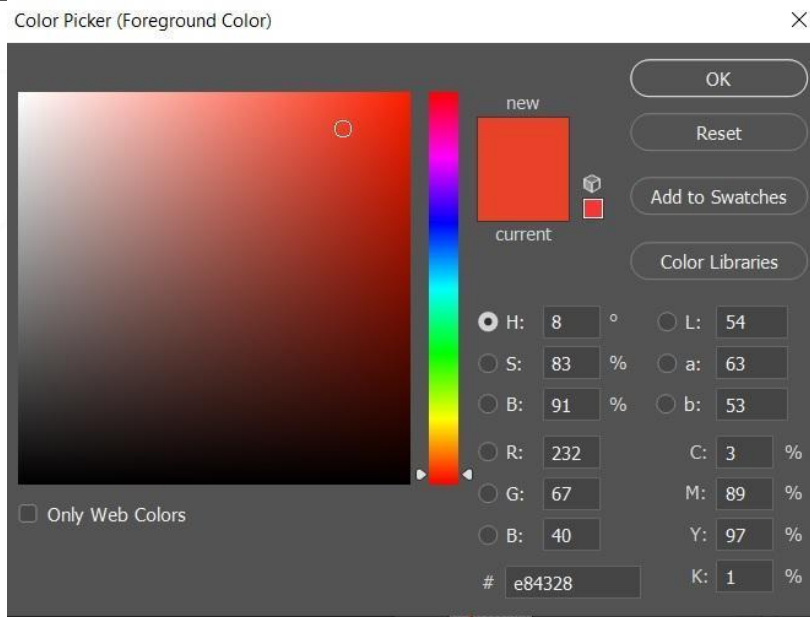 Color Picker (Foreground Color)
new
current
OK
Reset
Add to Swatches
Color Libraries
H: 8 °
S: 83 %
B: 91 %
R: 232
G: 67
B: 40
# e84328
L: 54
a: 63
b: 53
C: 3 %
M: 89 %
Y: 97 %
K: 1 %
Only Web Colors